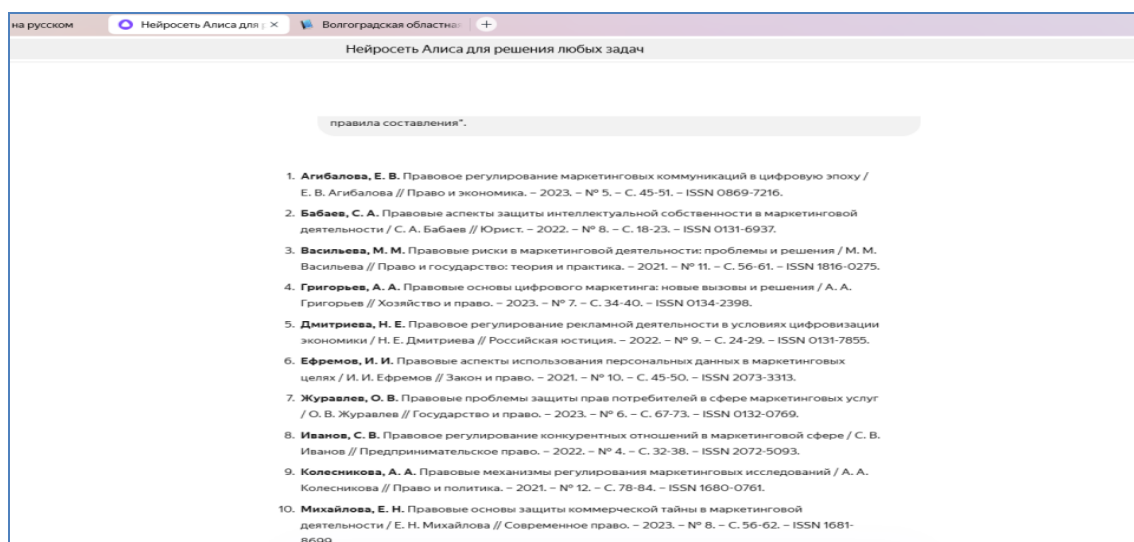 на русском
Нейросеть Алиса для р
Волгоградская областная
Нейросеть Алиса для решения любых задач
правила составления".
1. Агибалова, Е. В. Правовое регулирование маркетинговых коммуникаций в цифровую эпоху /
Е. В. Агибалова // Право и экономика. – 2023. – № 5. – С. 45-51. – ISSN 0869-7216.
2. Бабаев, С. А. Правовые аспекты защиты интеллектуальной собственности в маркетинговой
деятельности / С. А. Бабаев // Юрист. – 2022. – № 8. – С. 18-23. – ISSN 0131-6937.
3. Васильева, М. М. Правовые риски в маркетинговой деятельности: проблемы и решения / М. М.
Васильева // Право и государство: теория и практика. – 2021. – № 11. – С. 56-61. – ISSN 1816-0275.
4. Григорьев, А. А. Правовые основы цифрового маркетинга: новые вызовы и решения / А. А.
Григорьев // Хозяйство и право. – 2023. – № 7. – С. 34-40. – ISSN 0134-2398.
5. Дмитриева, Н. Е. Правовое регулирование рекламной деятельности в условиях цифровизации
экономики / Н. Е. Дмитриева // Российская юстиция. – 2022. – № 9. – С. 24-29. – ISSN 0131-7855.
6. Ефремов, И. И. Правовые аспекты использования персональных данных в маркетинговых
целях / И. И. Ефремов // Закон и право. – 2021. – № 10. – С. 45-50. – ISSN 2073-3313.
7. Журавлев, О. В. Правовые проблемы защиты прав потребителей в сфере маркетинговых услуг
/ О. В. Журавлев // Государство и право. – 2023. – № 6. – С. 67-73. – ISSN 0132-0769.
8. Иванов, С. В. Правовое регулирование конкурентных отношений в маркетинговой сфере / С. В.
Иванов // Предпринимательское право. – 2022. – № 4. – С. 32-38. – ISSN 2072-5093.
9. Колесникова, А. А. Правовые механизмы регулирования маркетинговых исследований / А. А.
Колесникова // Право и политика. – 2021. – № 12. – С. 78-84. – ISSN 1680-0761.
10. Михайлова, Е. Н. Правовые основы защиты коммерческой тайны в маркетинговой
деятельности / Е. Н. Михайлова // Современное право. – 2023. – № 8. – С. 56-62. – ISSN 1681-
8699